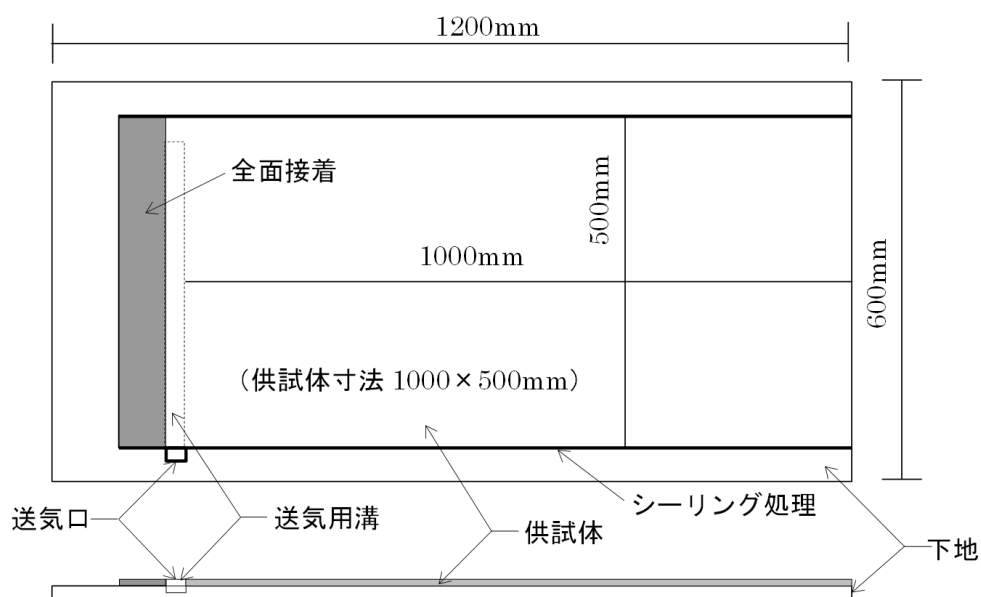 1200mm
全面接着
500mm
1000mm
600mm
（供試体寸法 1000×500mm）
シーリング処理
送気口
送気用溝
供試体
下地